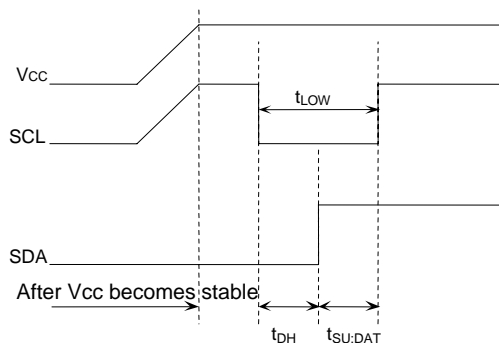 VCC
tLOW
SCL
SDA
After Vcc becomes stable
tDH
tSU:DAT